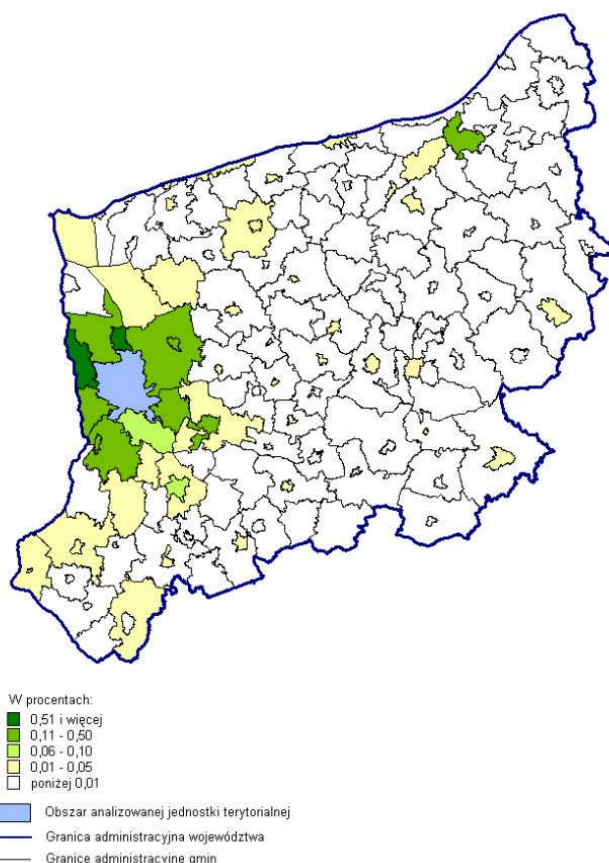 W procentach:
0,51 i więcej
0,11 - 0,50
0,06 - 0,10
0,01 - 0,05
poniżej 0,01
Obszar analizowanej jednostki terytorialnej
Granica administracyjna województwa
Granice administracyjne gmin